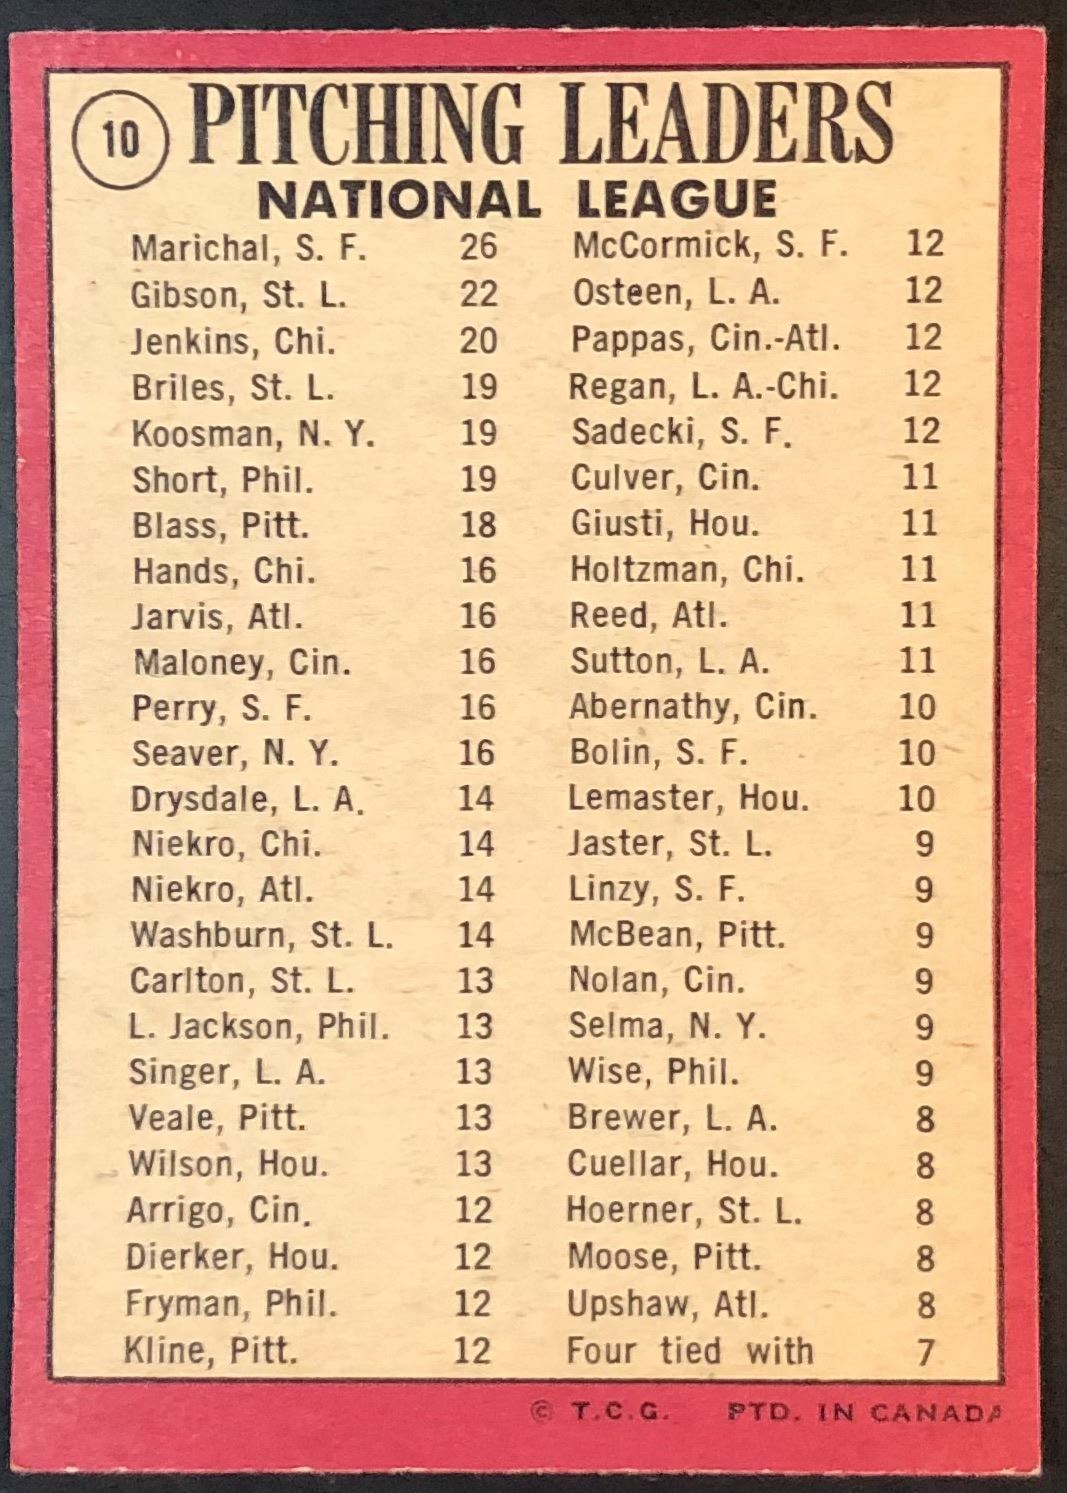 10
PITCHING LEADERS
NATIONAL LEAGUE
Marichal, S. F. 26
Gibson, St. L. 22
Jenkins, Chi. 20
Briles, St. L. 19
Koosman, N. Y. 19
Short, Phil. 19
Blass, Pitt. 18
Hands, Chi. 16
Jarvis, Atl. 16
Maloney, Cin. 16
Perry, S. F. 16
Seaver, N. Y. 16
Drysdale, L. A. 14
Niekro, Chi. 14
Niekro, Atl. 14
Washburn, St. L. 14
Carlton, St. L. 13
L. Jackson, Phil. 13
Singer, L. A. 13
Veale, Pitt. 13
Wilson, Hou. 13
Arrigo, Cin. 12
Dierker, Hou. 12
Fryman, Phil. 12
Kline, Pitt. 12
McCormick, S. F. 12
Osteen, L. A. 12
Pappas, Cin.-Atl. 12
Regan, L. A.-Chi. 12
Sadecki, S. F. 12
Culver, Cin. 11
Giusti, Hou. 11
Holtzman, Chi. 11
Reed, Atl. 11
Sutton, L. A. 11
Abernathy, Cin. 10
Bolin, S. F. 10
Lemaster, Hou. 10
Jaster, St. L. 9
Linzy, S. F. 9
McBean, Pitt. 9
Nolan, Cin. 9
Selma, N. Y. 9
Wise, Phil. 9
Brewer, L. A. 8
Cuellar, Hou. 8
Hoerner, St. L. 8
Moose, Pitt. 8
Upshaw, Atl. 8
Four tied with 7
© T.C.G. PTD. IN CANADA